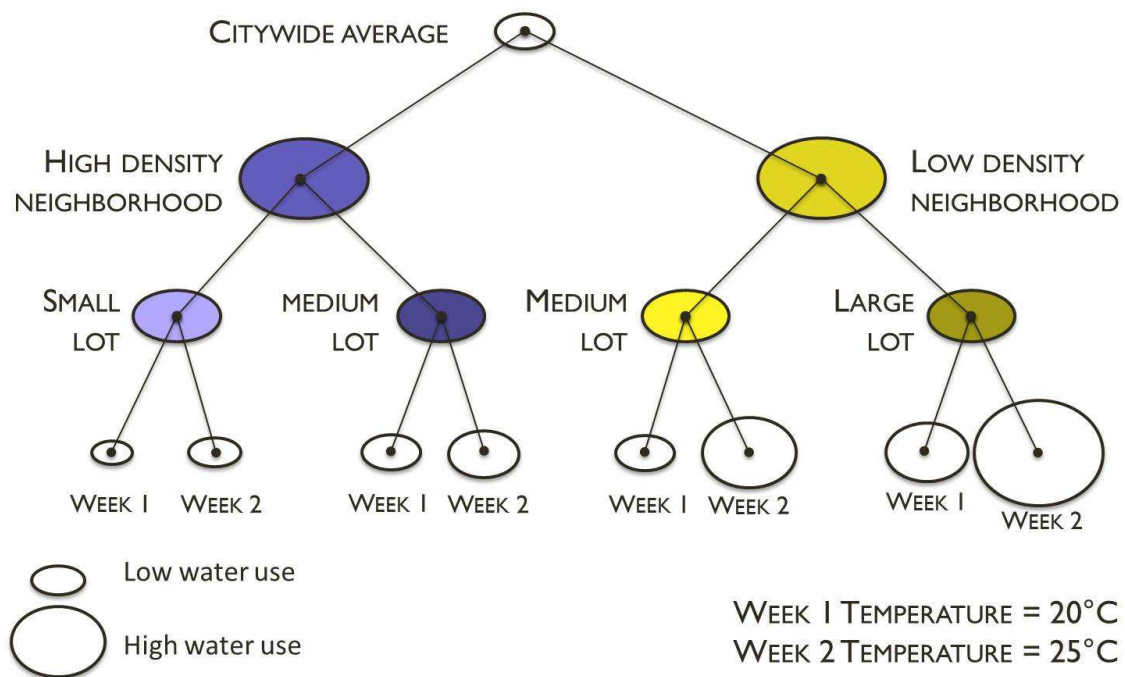 CITYWIDE AVERAGE
HIGH DENSITY
NEIGHBORHOOD
LOW DENSITY
NEIGHBORHOOD
SMALL
LOT
MEDIUM
LOT
MEDIUM
LOT
LARGE
LOT
WEEK 1
WEEK 2
WEEK 1
WEEK 2
WEEK 1
WEEK 2
WEEK 1
WEEK 2
Low water use
High water use
WEEK 1 TEMPERATURE = 20°C
WEEK 2 TEMPERATURE = 25°C